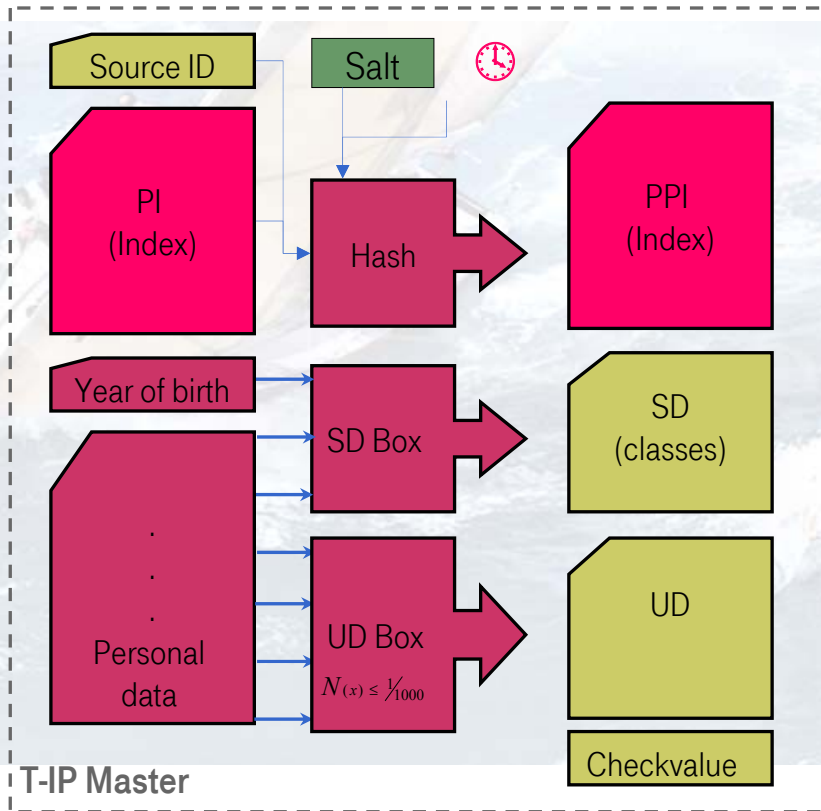 Source ID
Salt
PI
(Index)
Hash
PPI
(Index)
Year of birth
SD Box
SD
(classes)
.
.
.
Personal
data
UD Box
N(x) ≤ 1/1000
UD
Checkvalue
T-IP Master